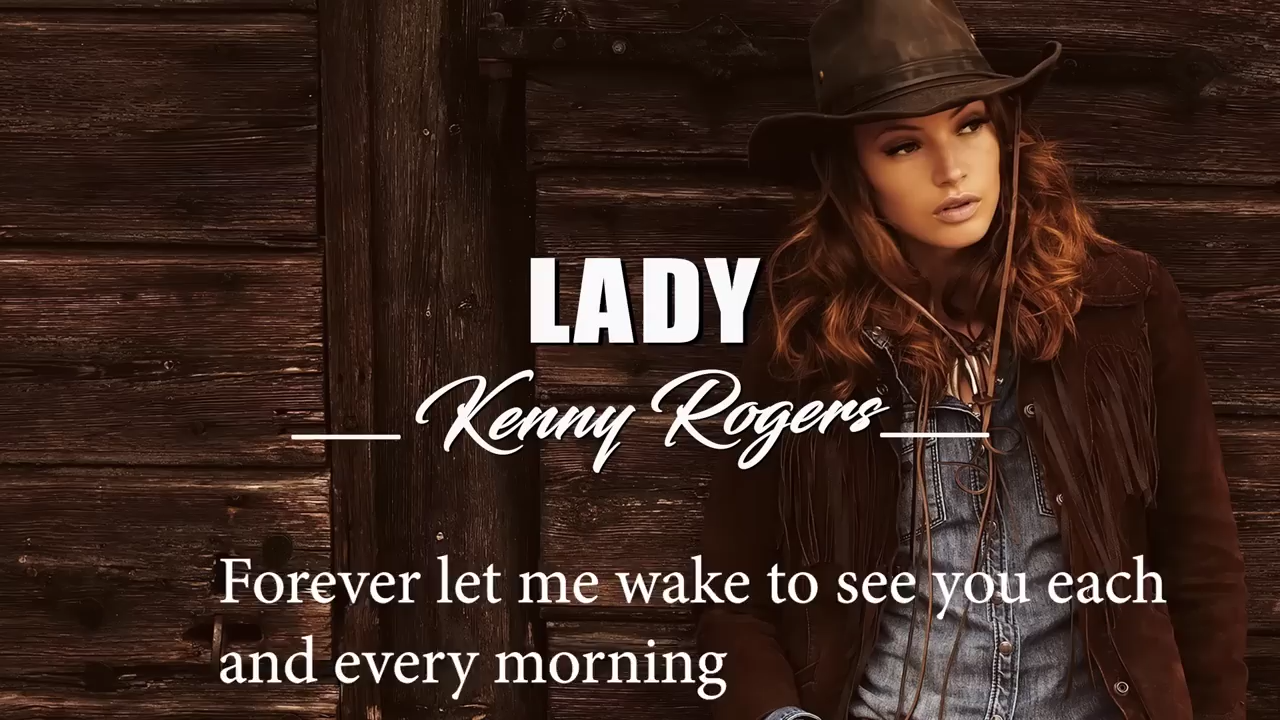 LADY
Kenny Rogers
Forever let me wake to see you each
and every morning